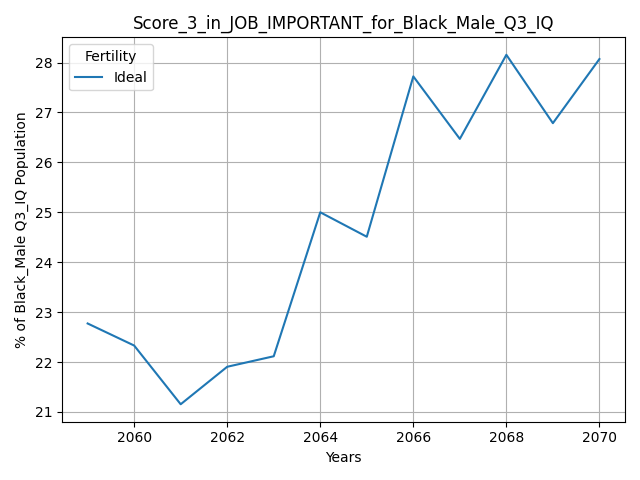 Score_3_in_JOB_IMPORTANT_for_Black_Male_Q3_IQ
Fertility
Ideal
28
27
26
25
24
23
22
21
% of Black_Male Q3_IQ Population
2060 2062 2064 2066 2068 2070
Years